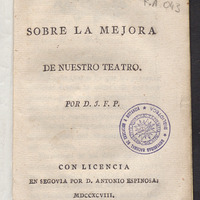 SOBRE LA MEJORA
DE NUESTRO TEATRO.
POR D. S. F. P.
CON LICENCIA
EN SEGOVIA POR D. ANTONIO ESPINOSA:
MDCCXCVIII,